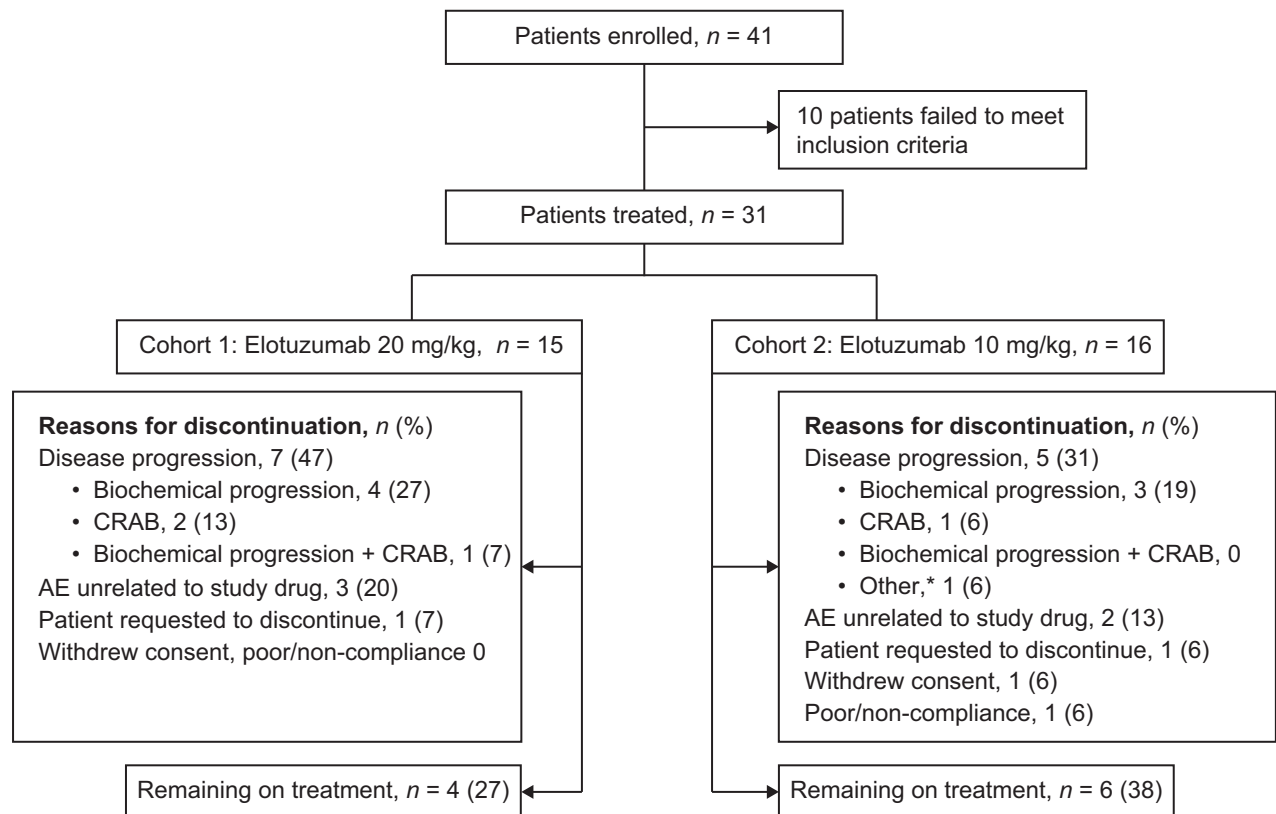 Patients enrolled, n = 41
10 patients failed to meet
inclusion criteria
Patients treated, n = 31
Cohort 1: Elotuzumab 20 mg/kg, n = 15
Cohort 2: Elotuzumab 10 mg/kg, n = 16
Reasons for discontinuation, n (%)
Disease progression, 7 (47)
• Biochemical progression, 4 (27)
• CRAB, 2 (13)
• Biochemical progression + CRAB, 1 (7)
AE unrelated to study drug, 3 (20)
Patient requested to discontinue, 1 (7)
Withdrew consent, poor/non-compliance 0
Reasons for discontinuation, n (%)
Disease progression, 5 (31)
• Biochemical progression, 3 (19)
• CRAB, 1 (6)
• Biochemical progression + CRAB, 0
• Other,* 1 (6)
AE unrelated to study drug, 2 (13)
Patient requested to discontinue, 1 (6)
Withdrew consent, 1 (6)
Poor/non-compliance, 1 (6)
Remaining on treatment, n = 4 (27)
Remaining on treatment, n = 6 (38)